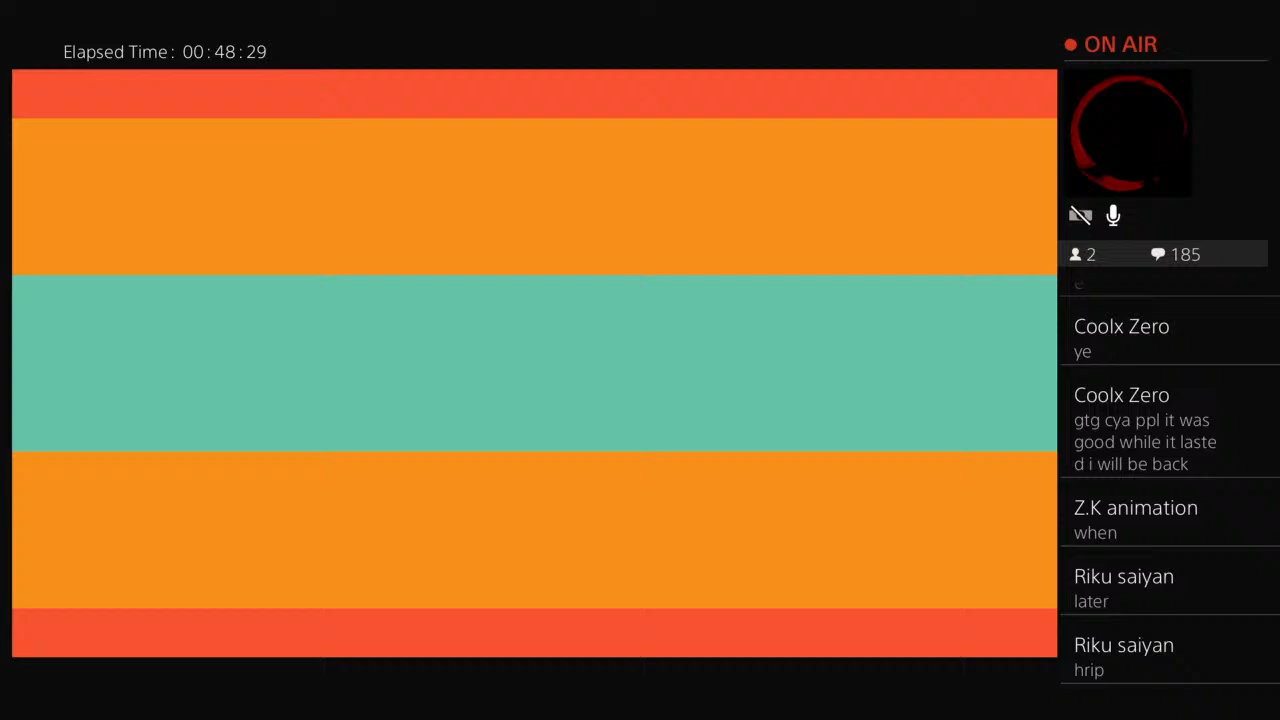 Elapsed Time: 00:48:29
ON AIR
2 185
e
Coolx Zero
ye
Coolx Zero
gtg cya ppl it was
good while it laste
d i will be back
Z.K animation
when
Riku saiyan
later
Riku saiyan
hrip